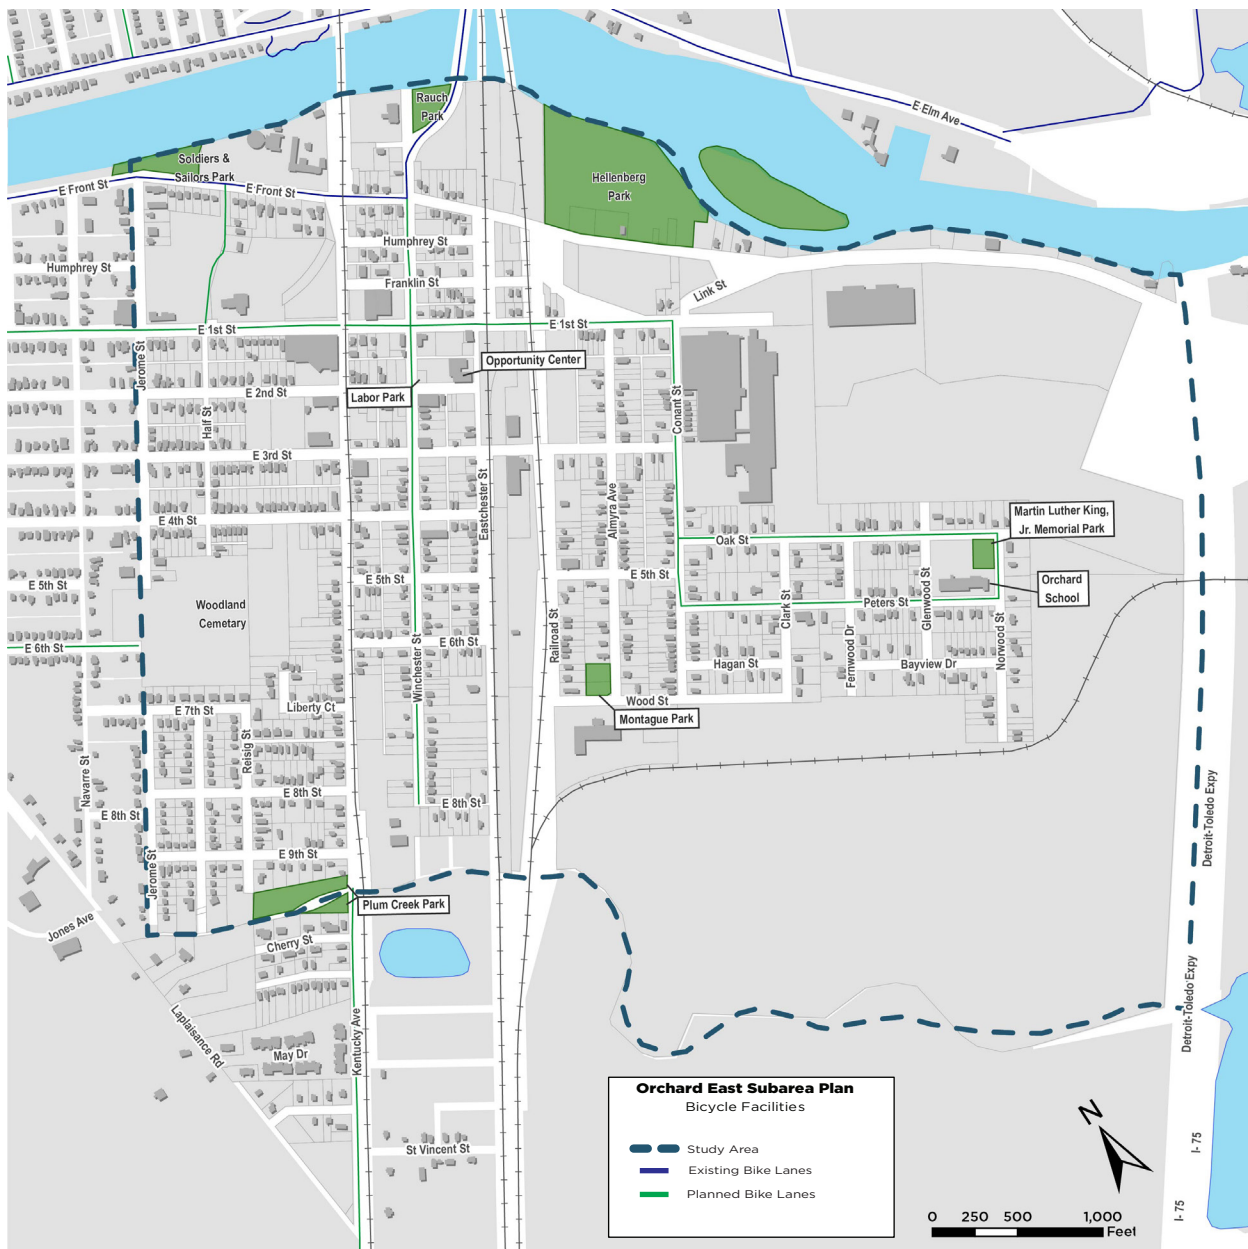 Rauch
Park
E Elm Ave
Soldiers &
Sailors Park
E Front St
E Front St
Hellenberg
Park
Humphrey St
Humphrey St
Franklin St
Link St
E 1st St
E 1st St
Jerome St
Opportunity Center
Labor Park
E 2nd St
Half St
Conant St
E 3rd St
Eastchester St
Almyra Ave
E 4th St
Martin Luther King,
Jr. Memorial Park
Oak St
E 5th St
E 5th St
E 5th St
Orchard
School
Woodland
Cemetary
Peters St
Clark St
Glenwood St
E 6th St
E 6th St
Railroad St
Winchester St
Fernwood Dr
Norwood St
Hagan St
Bayview Dr
Wood St
Montague Park
E 7th St
Liberty Ct
Reisig St
Navarre St
E 8th St
E 8th St
E 8th St
Detroit-Toledo Expy
E 9th St
Jerome St
Plum Creek Park
Jones Ave
Cherry St
Detroit-Toledo Expy
Laplaisance Rd
Kentucky Ave
May Dr
St Vincent St
I- 75
I- 75
Orchard East Subarea Plan
Bicycle Facilities
Study Area
Existing Bike Lanes
Planned Bike Lanes
N
0 250 500 1,000
Feet